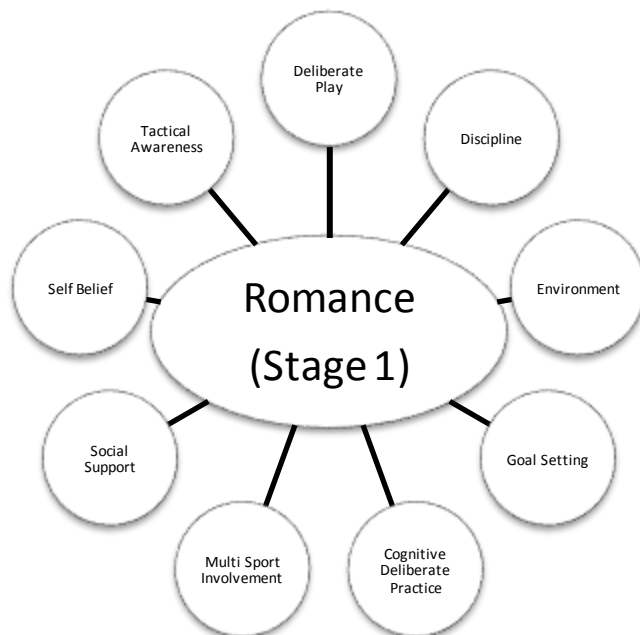 Deliberate
Play
Tactical
Awareness
Discipline
Self Belief
Environment
Romance
(Stage 1)
Social
Support
Goal Setting
Multi Sport
Involvement
Cognitive
Deliberate
Practice